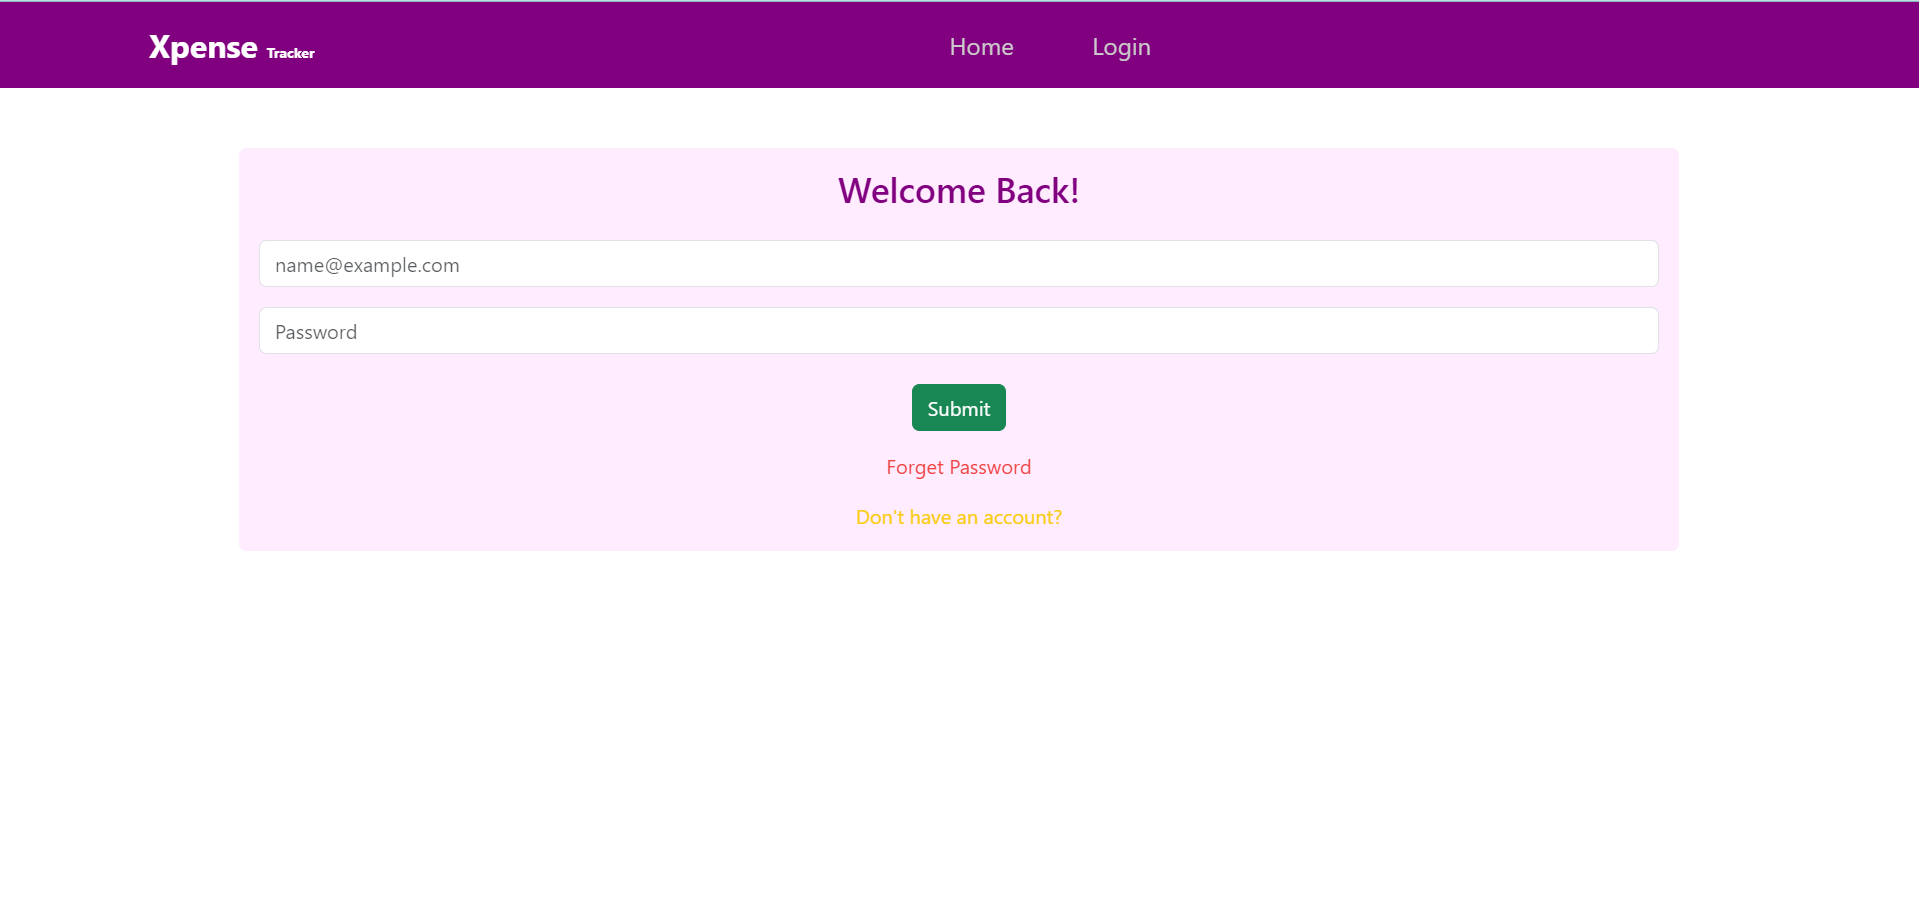 Xpense Tracker Home Login
Welcome Back!
name@example.com
Password
Submit
Forget Password
Don't have an account?